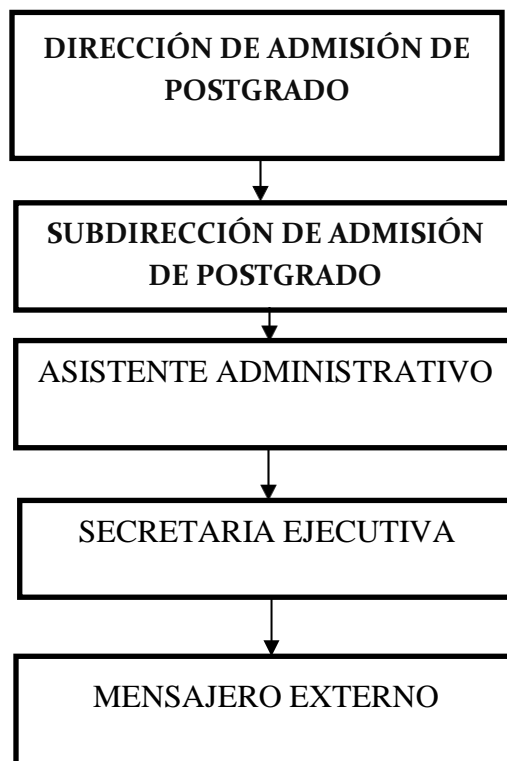 DIRECCIÓN DE ADMISIÓN DE
POSTGRADO
SUBDIRECCIÓN DE ADMISIÓN
DE POSTGRADO
ASISTENTE ADMINISTRATIVO
SECRETARIA EJECUTIVA
MENSAJERO EXTERNO